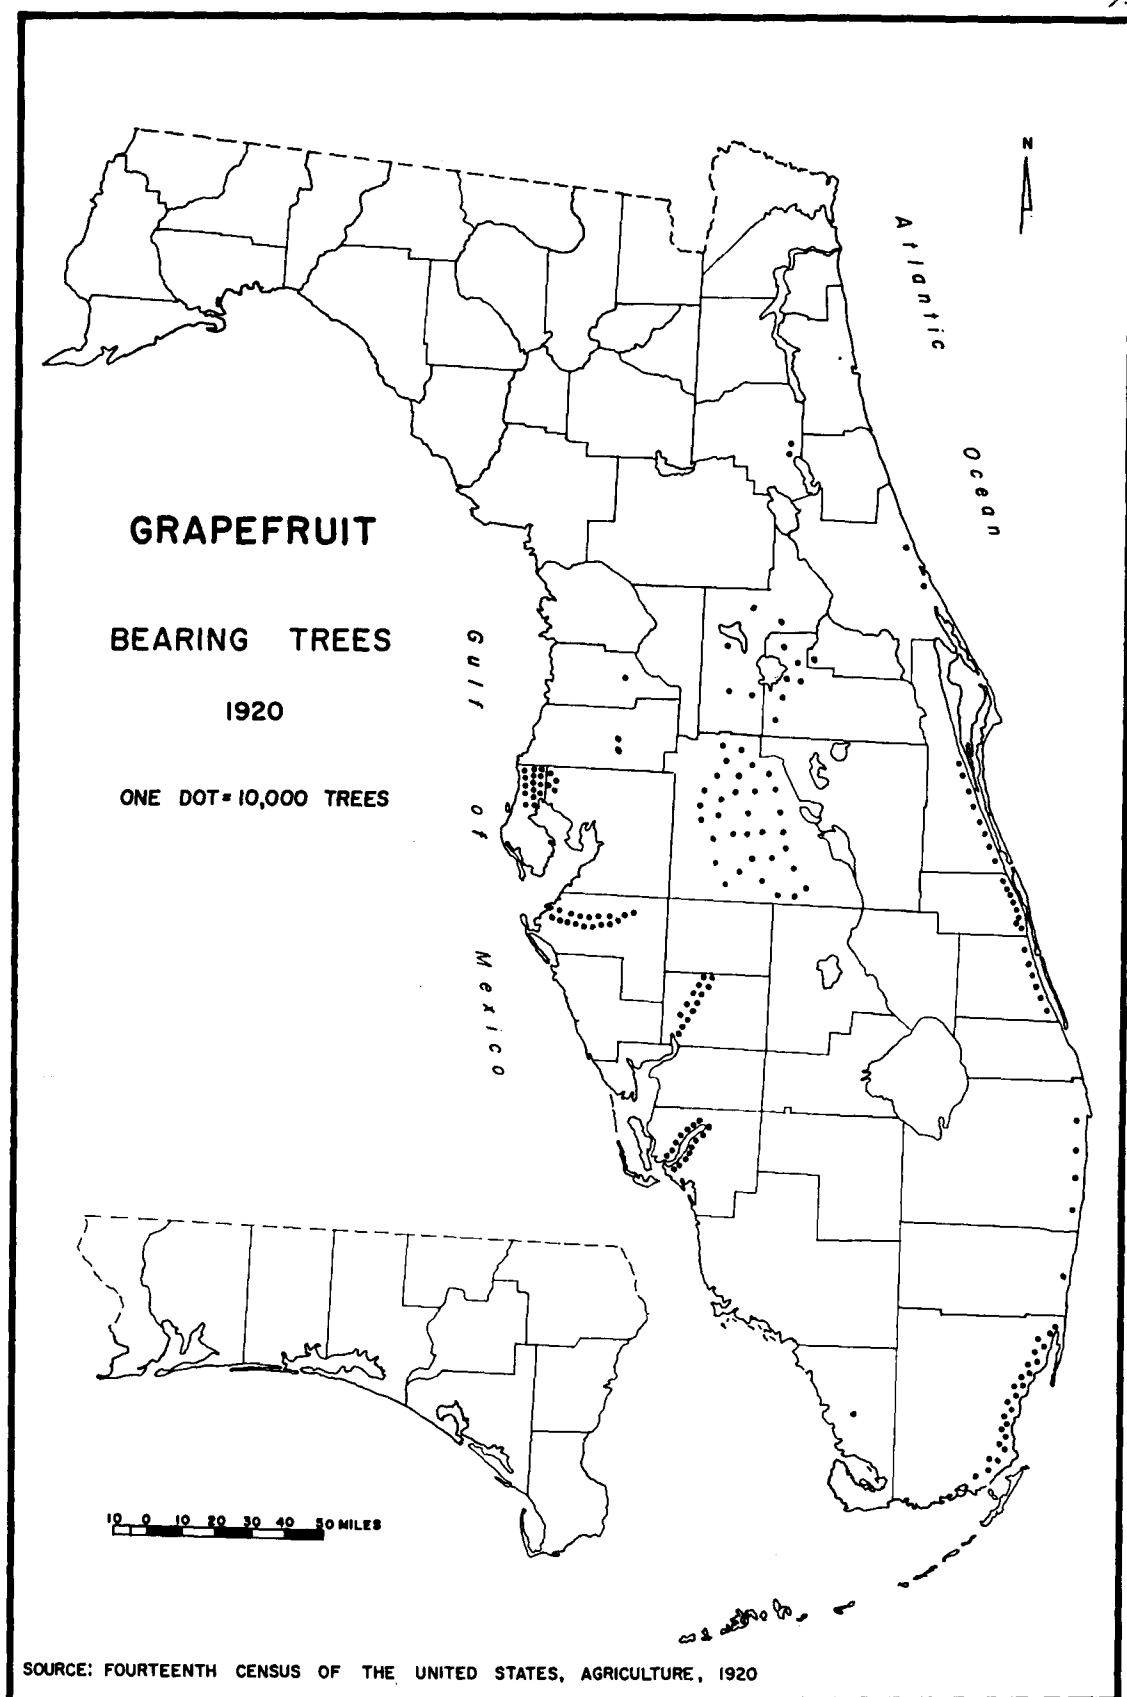 N
Atlantic
Ocean
GRAPEFRUIT
BEARING TREES
1920
ONE DOT = 10,000 TREES
Gulf of Mexico
10 0 10 20 30 40 50 MILES
SOURCE: FOURTEENTH CENSUS OF THE UNITED STATES, AGRICULTURE, 1920